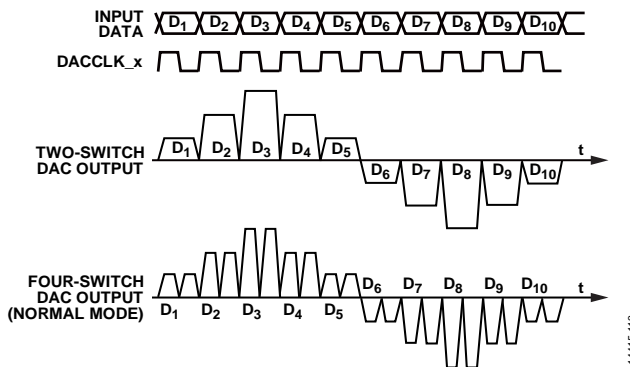 INPUT
DATA
D1 D2 D3 D4 D5 D6 D7 D8 D9 D10
DACCLK_x
TWO-SWITCH
DAC OUTPUT
D1 D2 D3 D4 D5
D6 D7 D8 D9 D10
t
FOUR-SWITCH
DAC OUTPUT
(NORMAL MODE)
D6 D7 D8 D9 D10
t
D1 D2 D3 D4 D5